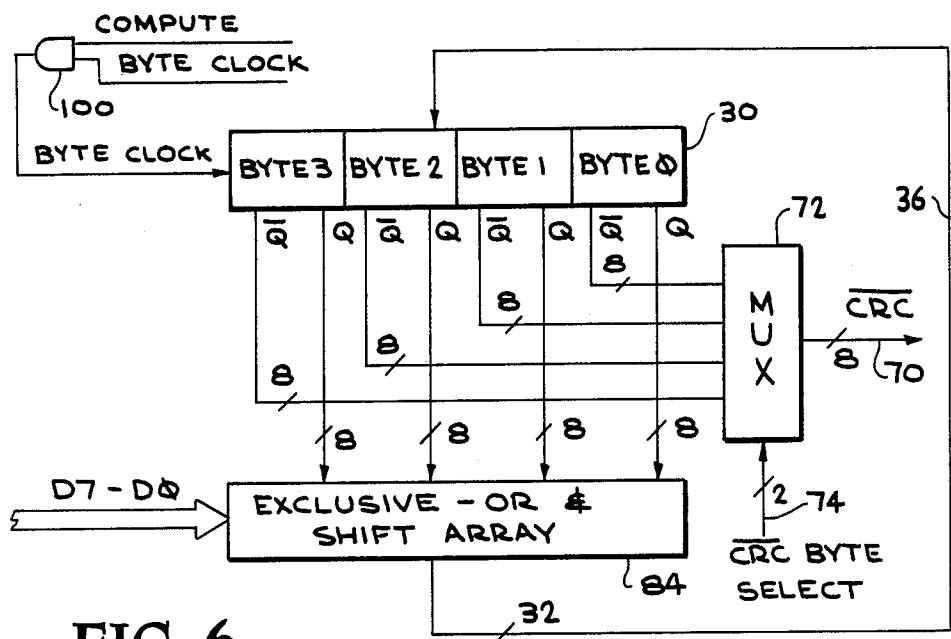 COMPUTE
BYTE CLOCK
100
BYTE CLOCK
BYTE 3 BYTE 2 BYTE 1 BYTE Ø
30
36
Q̅ Q Q̅ Q Q̅ Q Q̅ Q
72
MUX
8
8
8
8
C̅R̅C̅
8
70
8 8 8 8
D7-DØ
EXCLUSIVE-OR &
SHIFT ARRAY
84
2
74
C̅R̅C̅ BYTE
SELECT
32
FIG. 6